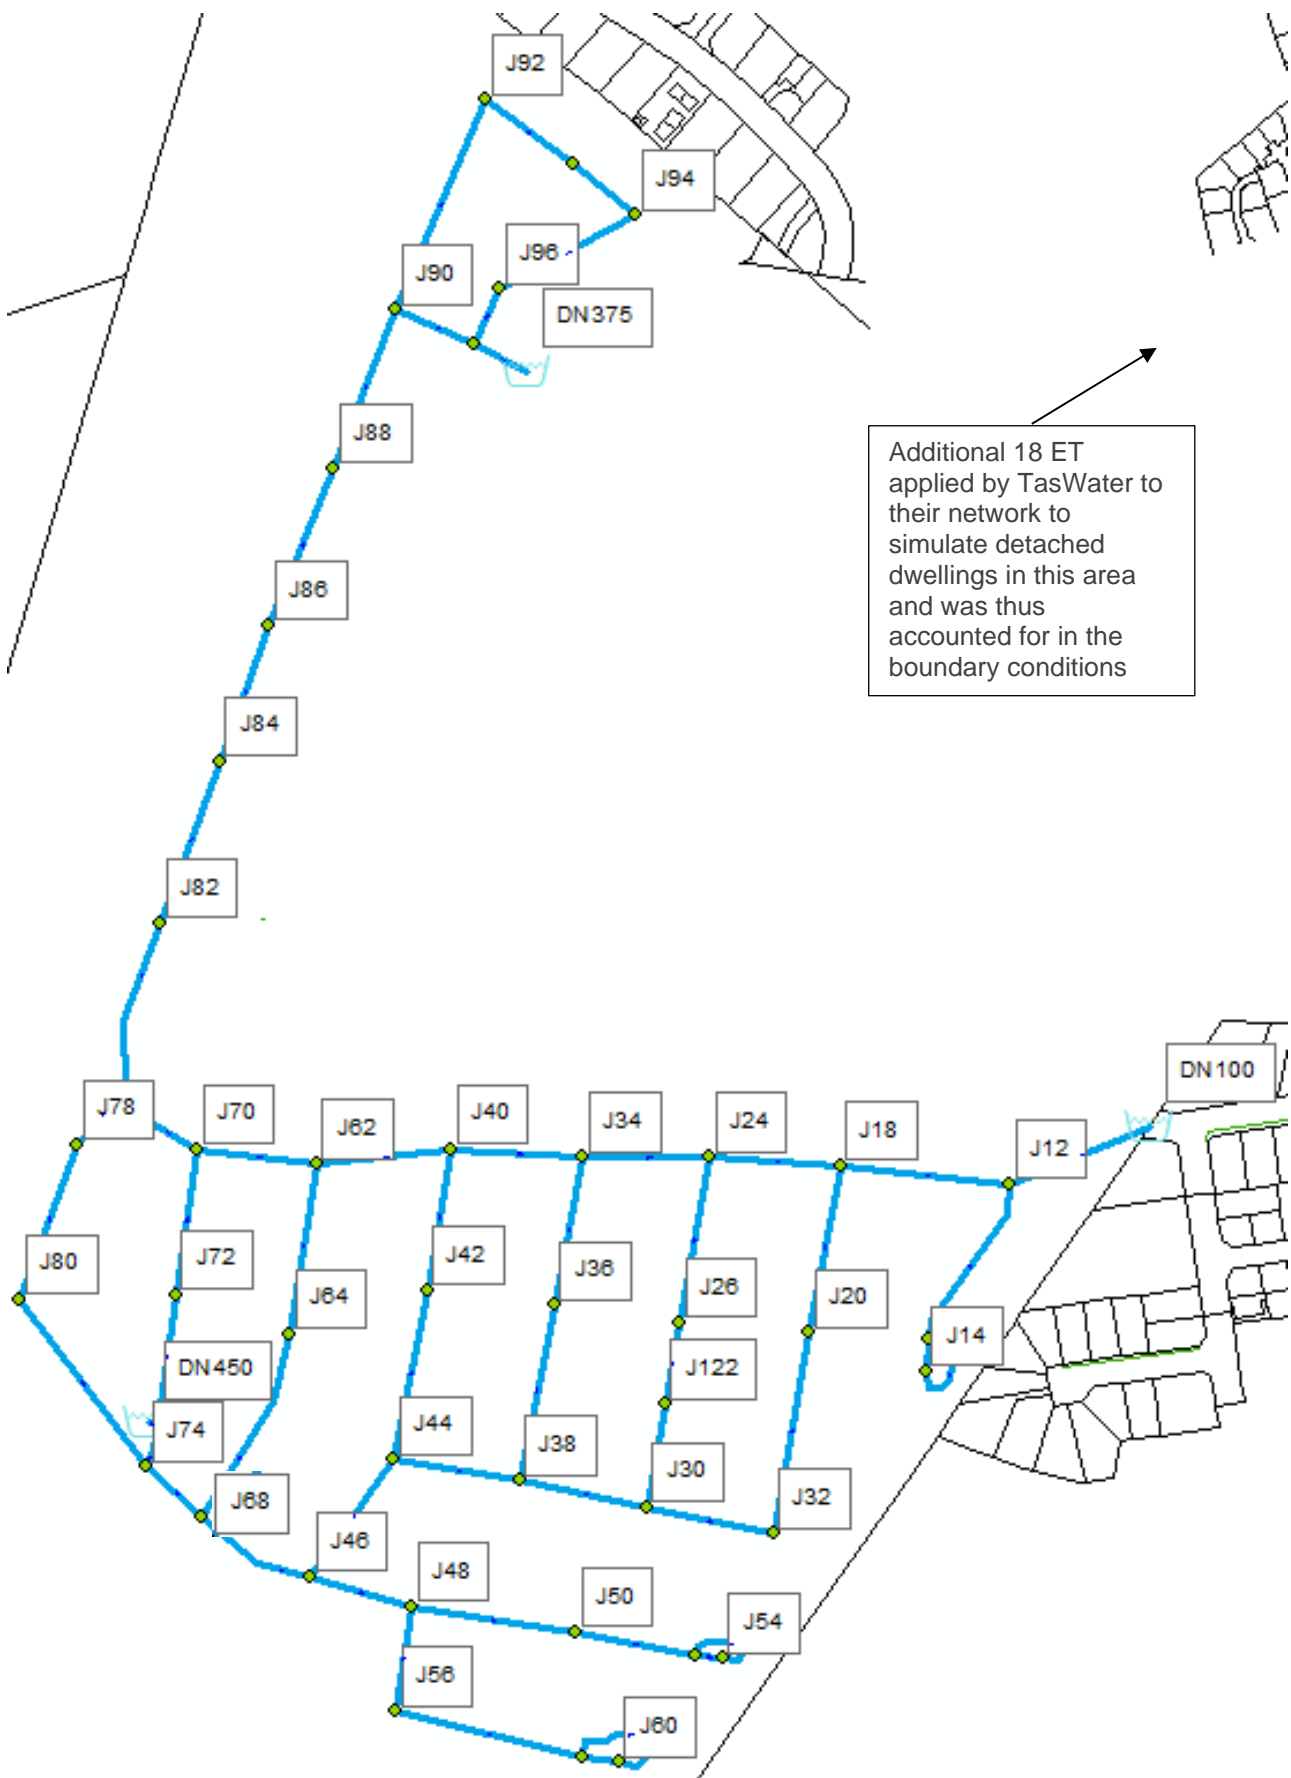 J92
J94
J96
J90
DN375
J88
Additional 18 ET
applied by TasWater to
their network to
simulate detached
dwellings in this area
and was thus
accounted for in the
boundary conditions
J86
J84
J82
DN100
J78
J70
J62
J40
J34
J24
J18
J12
J80
J72
J64
J42
J36
J26
J20
J14
DN450
J122
J74
J44
J38
J30
J32
J68
J46
J48
J50
J54
J56
J60